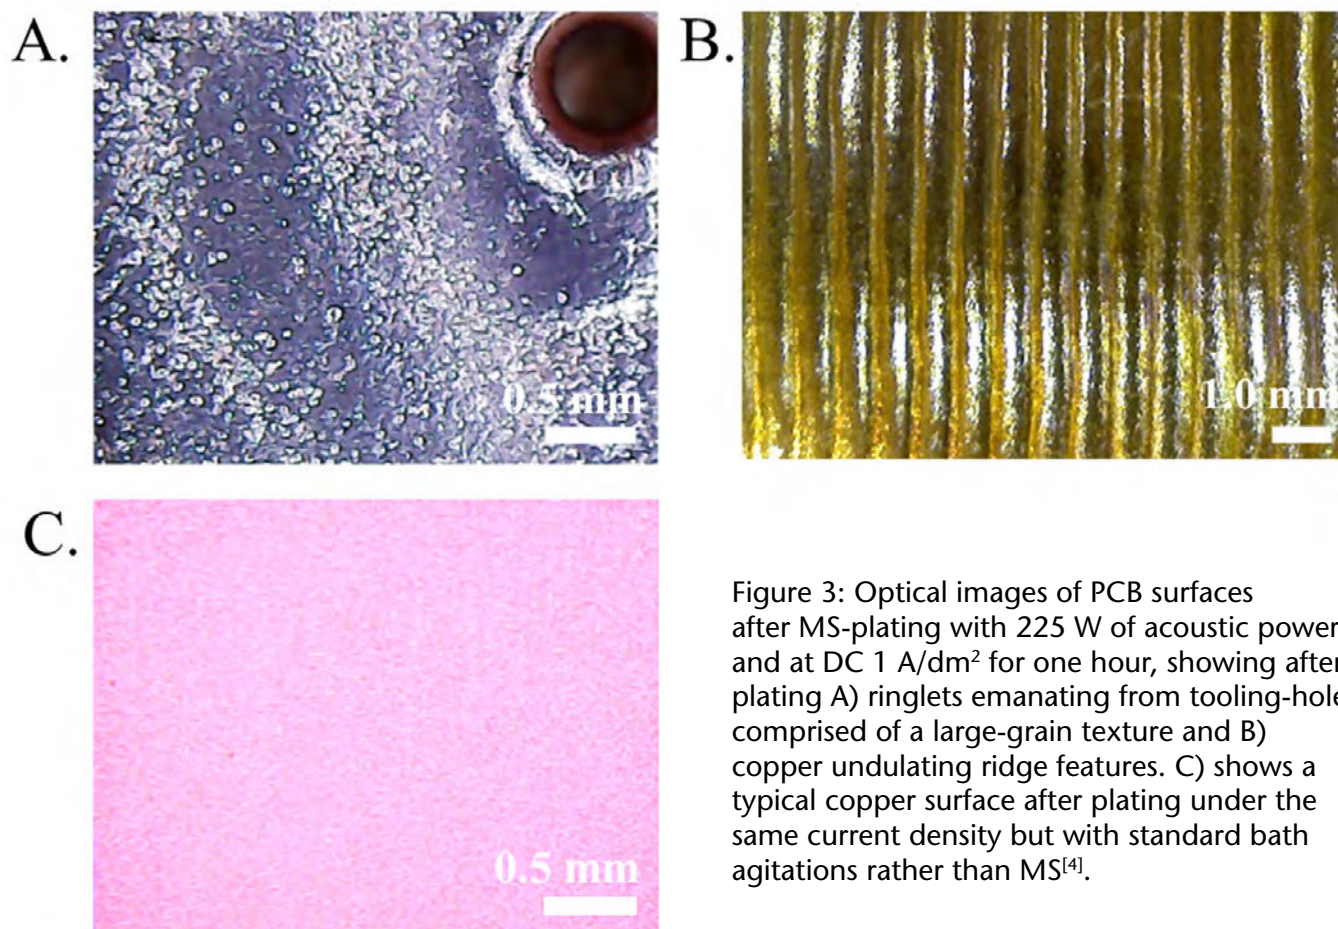 A.
B.
0.5 mm
1.0 mm
C.
0.5 mm
Figure 3: Optical images of PCB surfaces
after MS-plating with 225 W of acoustic power
and at DC 1 A/dm² for one hour, showing after
plating A) ringlets emanating from tooling-hole
comprised of a large-grain texture and B)
copper undulating ridge features. C) shows a
typical copper surface after plating under the
same current density but with standard bath
agitations rather than MS[4].